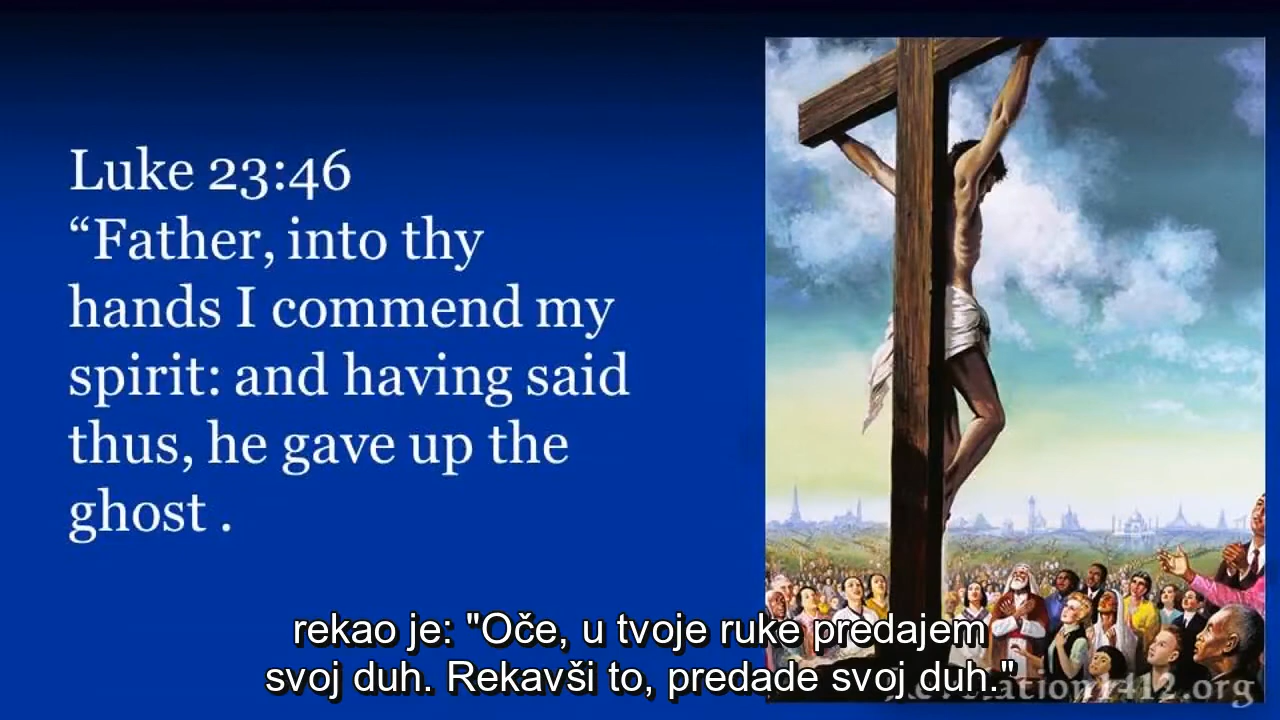 Luke 23:46
“Father, into thy
hands I commend my
spirit: and having said
thus, he gave up the
ghost .
rekao je: "Oče, u tvoje ruke predajem
svoj duh. Rekavši to, predade svoj duh."